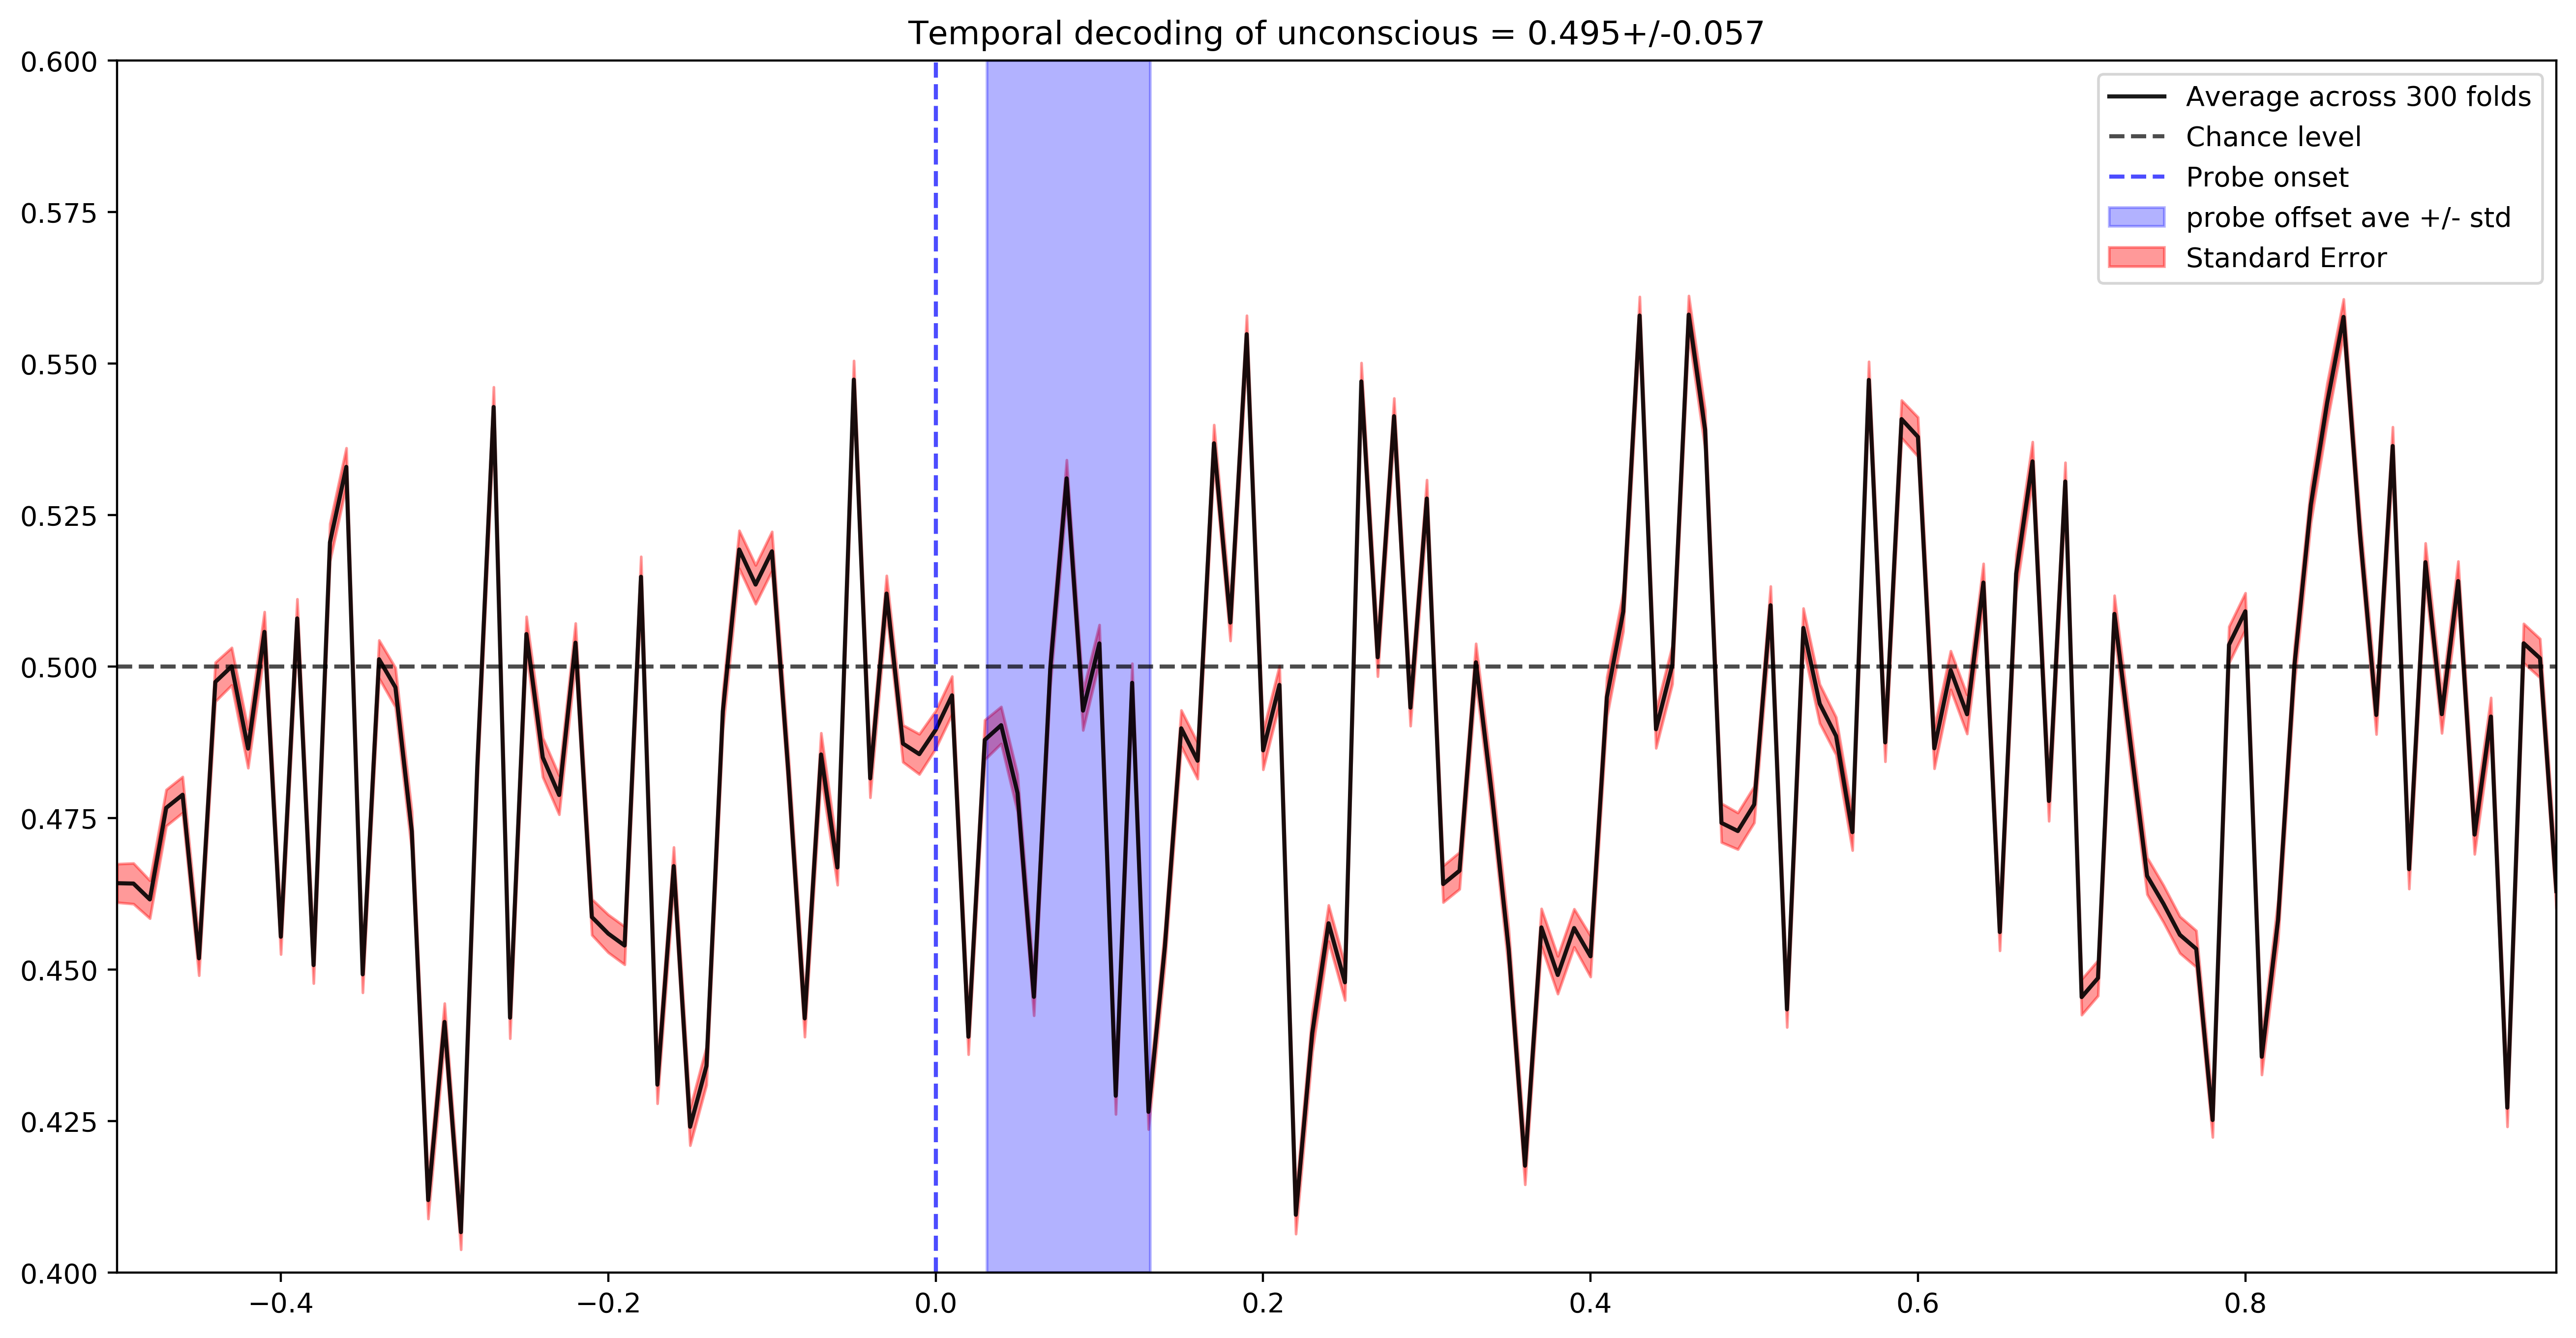 Temporal decoding of unconscious = 0.495+/-0.057
0.600
0.575
0.550
0.525
0.500
0.475
0.450
0.425
0.400
−0.4
−0.2
0.0
0.2
0.4
0.6
0.8
Average across 300 folds
Chance level
Probe onset
probe offset ave +/- std
Standard Error